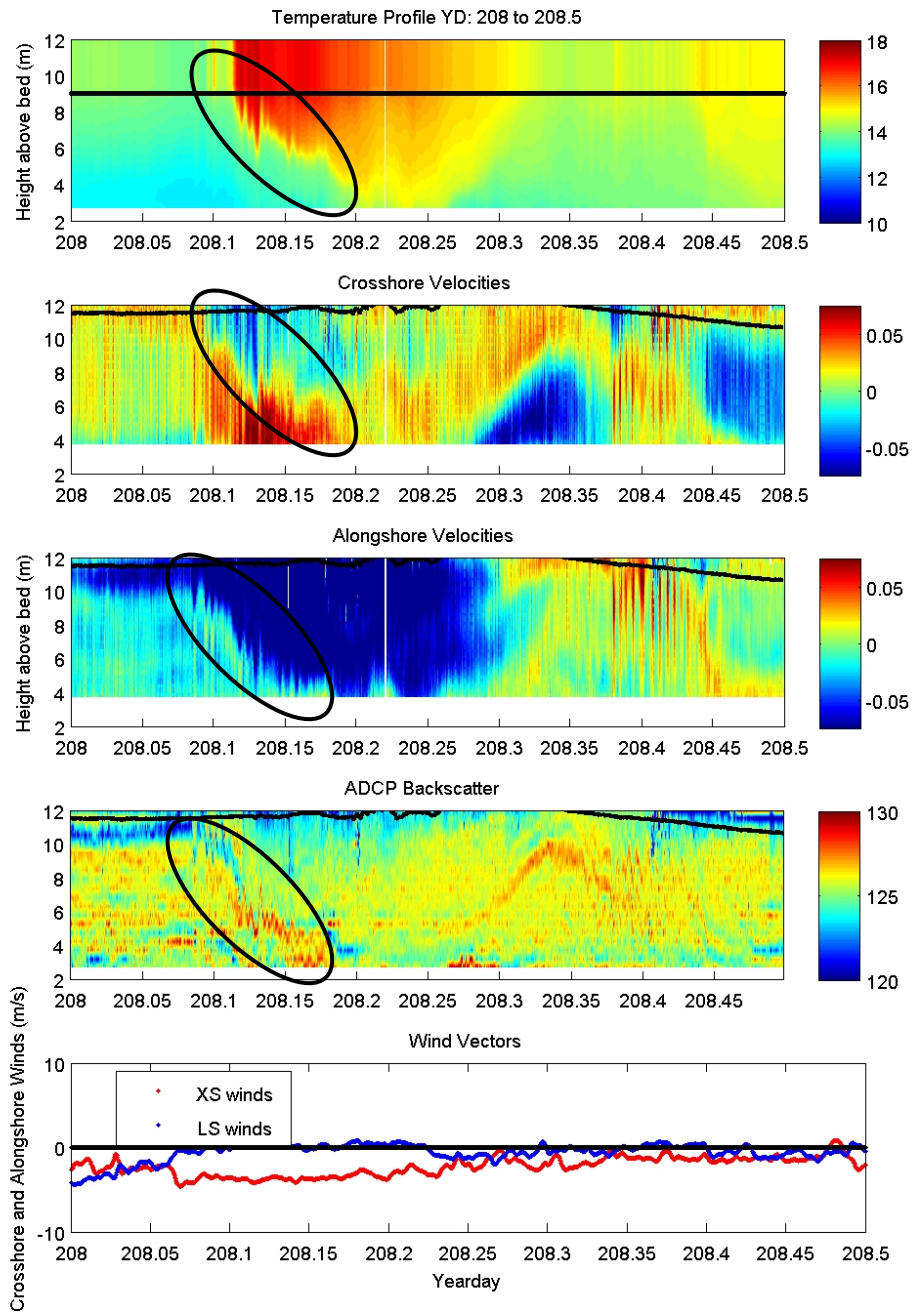 Temperature Profile YD: 208 to 208.5
Height above bed (m)
12
10
8
6
4
2
208 208.05 208.1 208.15 208.2 208.25 208.3 208.35 208.4 208.45 208.5
18
16
14
12
10
Crosshore Velocities
12
10
8
6
4
2
208 208.05 208.1 208.15 208.2 208.25 208.3 208.35 208.4 208.45 208.5
0.05
0
-0.05
Alongshore Velocities
Height above bed (m)
12
10
8
6
4
2
208 208.05 208.1 208.15 208.2 208.25 208.3 208.35 208.4 208.45 208.5
0.05
0
-0.05
ADCP Backscatter
12
10
8
6
4
2
208 208.05 208.1 208.15 208.2 208.25 208.3 208.35 208.4 208.45
130
125
120
Wind Vectors
Crosshore and Alongshore Winds (m/s)
10
0
-10
XS winds
LS winds
208 208.05 208.1 208.15 208.2 208.25 208.3 208.35 208.4 208.45 208.5
Yearday